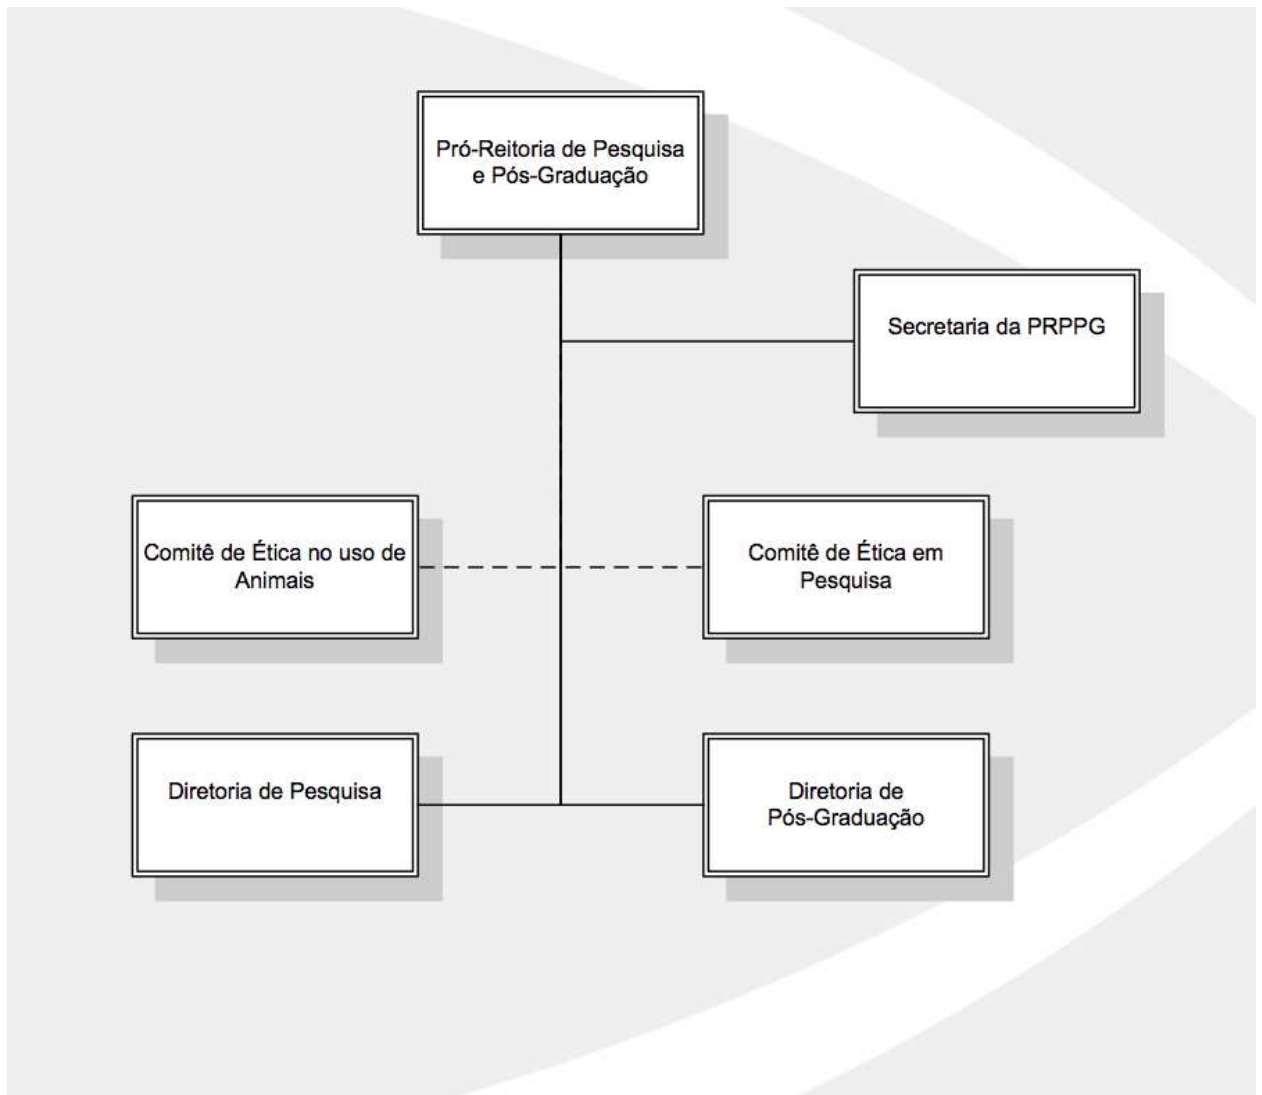 Pró-Reitoria de Pesquisa
e Pós-Graduação
Secretaria da PRPPG
Comitê de Ética no uso de
Animais
Comitê de Ética em
Pesquisa
Diretoria de Pesquisa
Diretoria de
Pós-Graduação